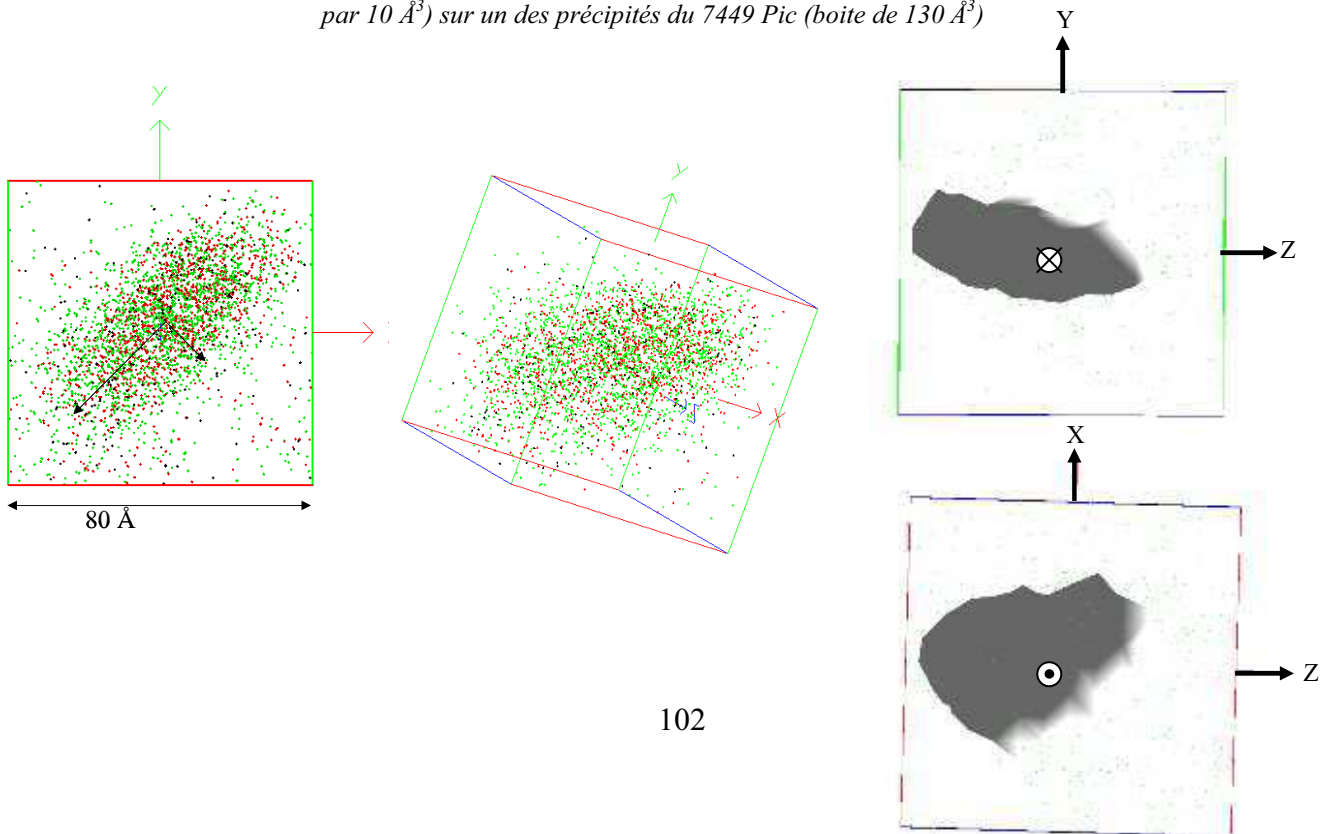 par 10 Å³) sur un des précipités du 7449 Pic (boite de 130 Å³)
Y
y
Z
y
X
80 Å
X
Z
102